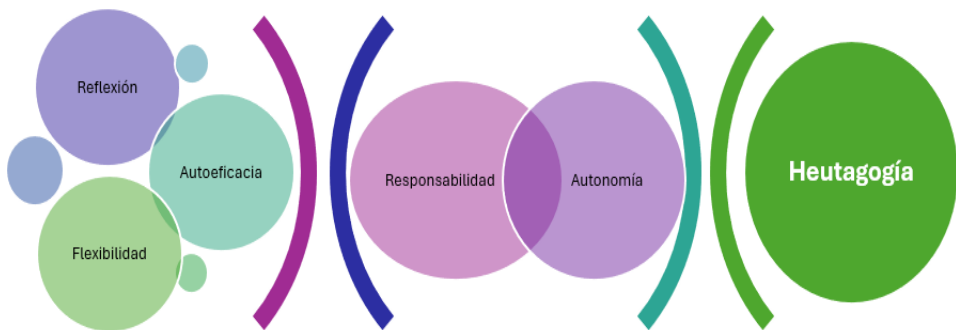 Reflexión
Autoeficacia
Flexibilidad
Responsabilidad
Autonomía
Heutagogía